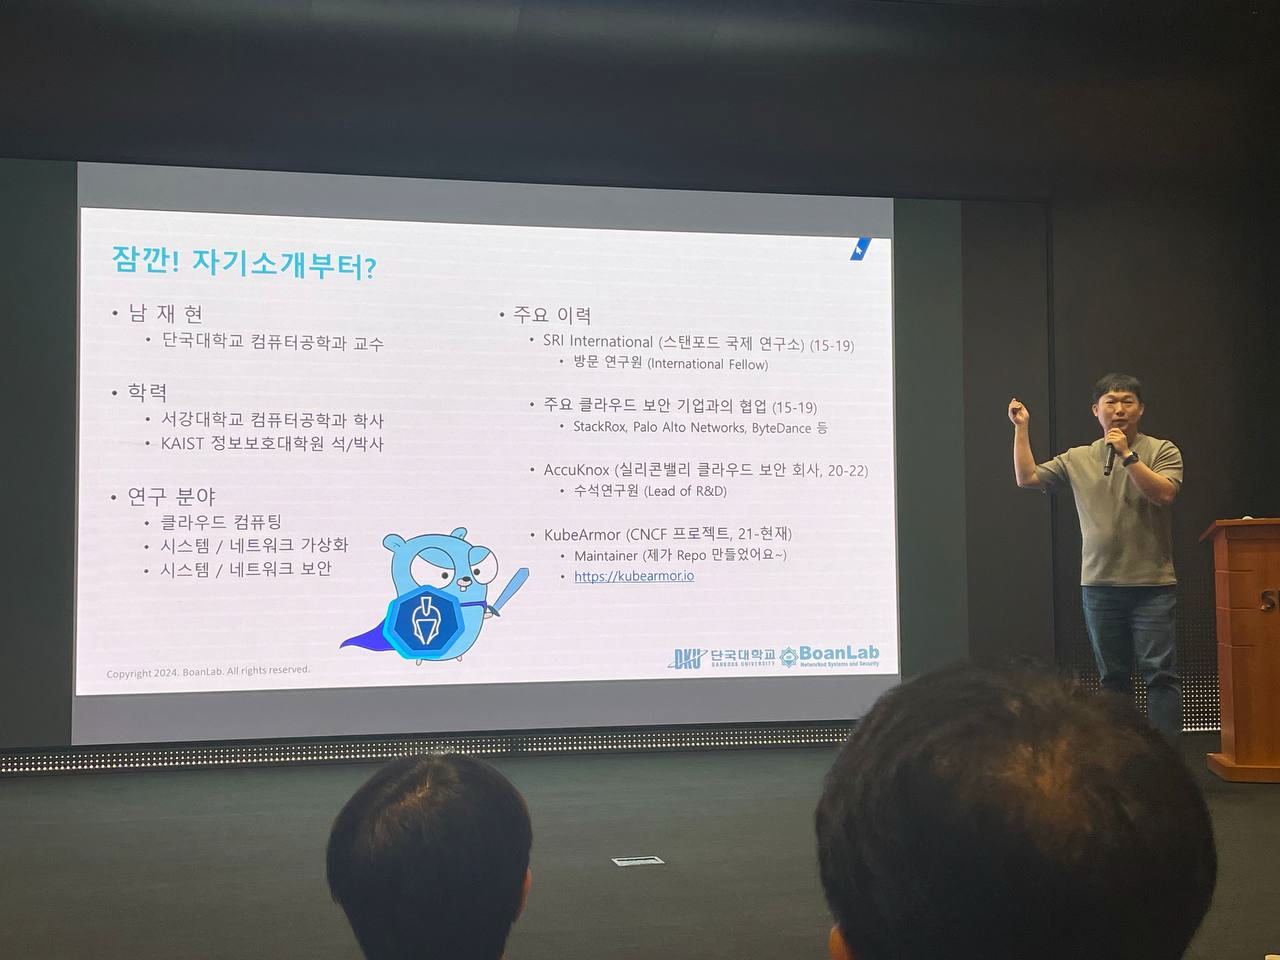 잠깐! 자기소개부터?
• 남 재 현
• 단국대학교 컴퓨터공학과 교수
• 학력
• 서강대학교 컴퓨터공학과 학사
• KAIST 정보보호대학원 석/박사
• 연구 분야
• 클라우드 컴퓨팅
• 시스템 / 네트워크 가상화
• 시스템 / 네트워크 보안
• 주요 이력
• SRI International (스탠포드 국제 연구소) (15-19)
• 방문 연구원 (International Fellow)
• 주요 클라우드 보안 기업과의 협업 (15-19)
• StackRox, Palo Alto Networks, ByteDance 등
• AccuKnox (실리콘밸리 클라우드 보안 회사, 20-22)
• 수석연구원 (Lead of R&D)
• KubeArmor (CNCF 프로젝트, 21-현재)
• Maintainer (제가 Repo 만들었어요~)
• https://kubearmor.io
Copyright 2024. BoanLab. All rights reserved.
DKU 단국대학교
DANKOOK UNIVERSITY
BoanLab
Networked Systems and Security